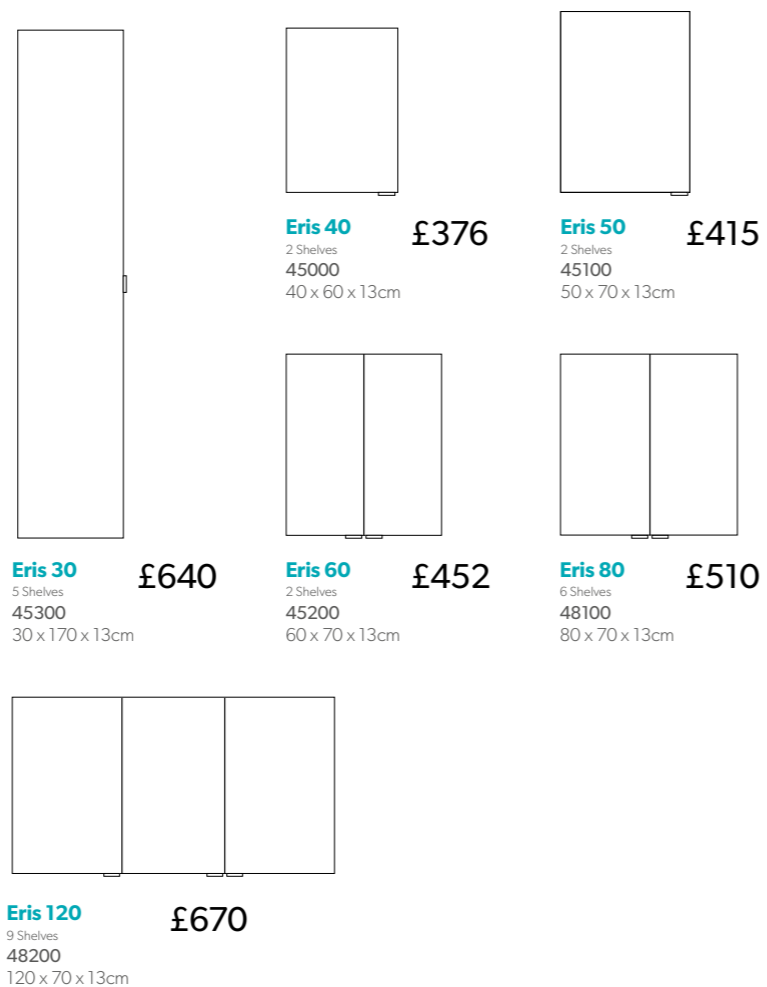 Eris 40
£376
2 Shelves
45000
40 x 60 x 13cm
Eris 50
£415
2 Shelves
45100
50 x 70 x 13cm
Eris 30
£640
5 Shelves
45300
30 x 170 x 13cm
Eris 60
£452
2 Shelves
45200
60 x 70 x 13cm
Eris 80
£510
6 Shelves
48100
80 x 70 x 13cm
Eris 120
£670
9 Shelves
48200
120 x 70 x 13cm